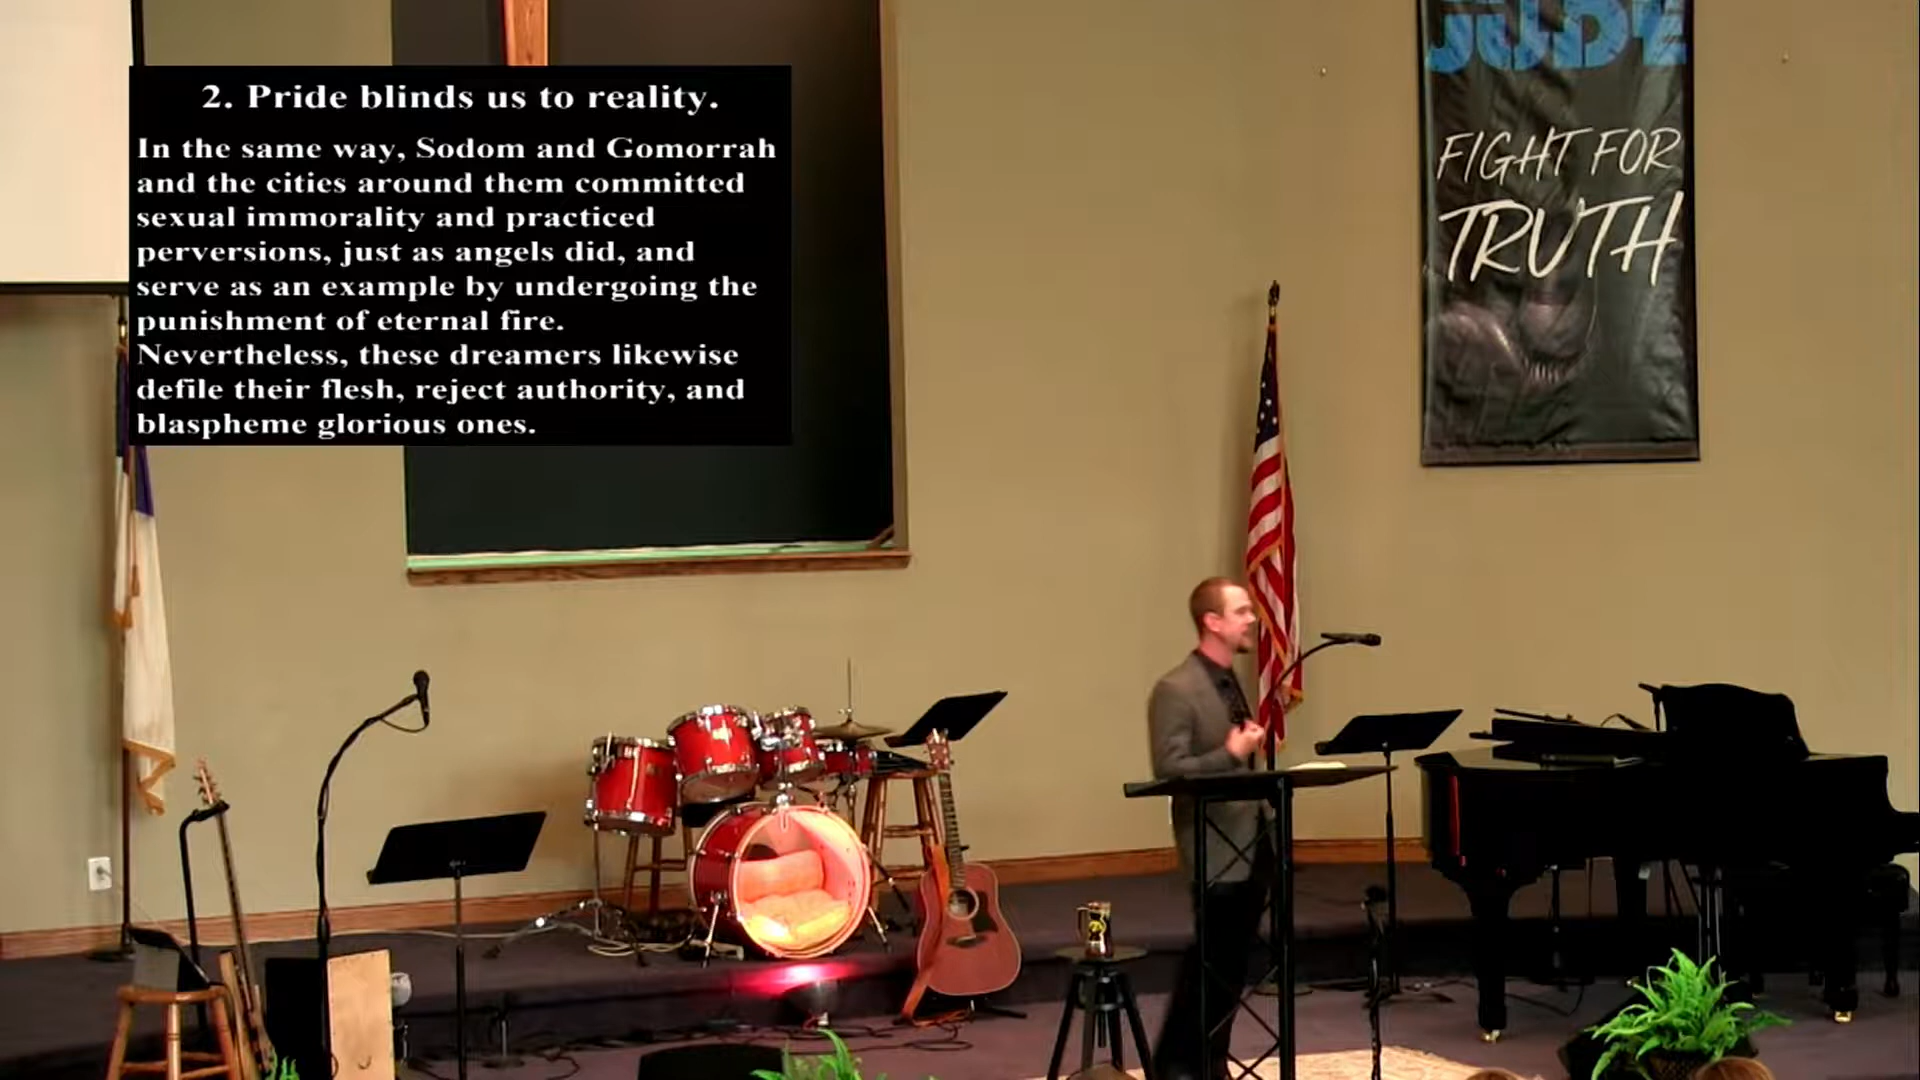 2. Pride blinds us to reality.
In the same way, Sodom and Gomorrah
and the cities around them committed
sexual immorality and practiced
perversions, just as angels did, and
serve as an example by undergoing the
punishment of eternal fire.
Nevertheless, these dreamers likewise
defile their flesh, reject authority, and
blaspheme glorious ones.
JUDE
FIGHT FOR
TRUTH